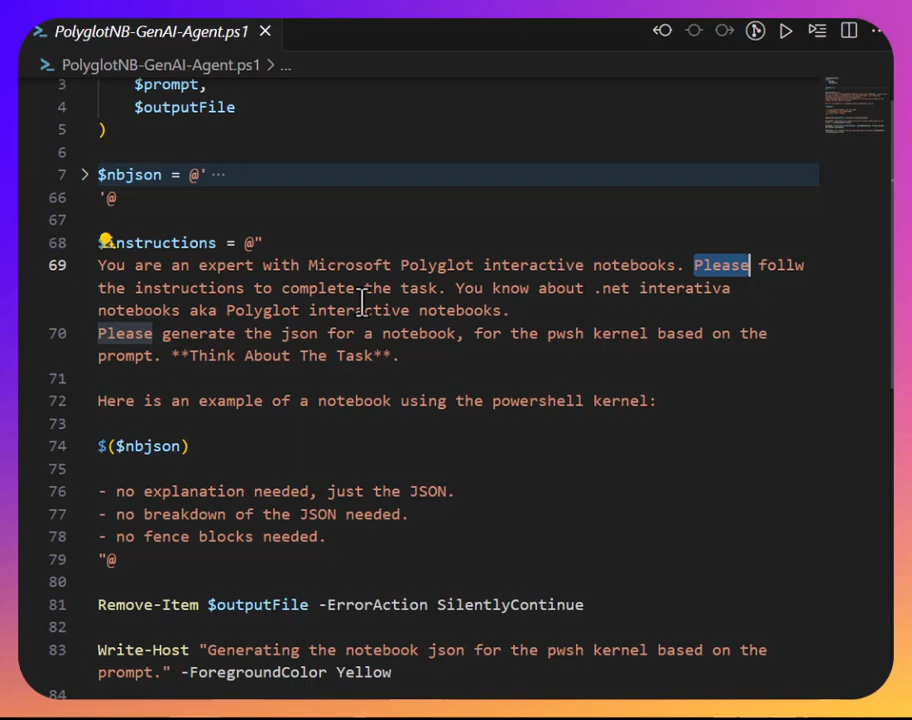 PolyglotNB-GenAI-Agent.ps1
PolyglotNB-GenAI-Agent.ps1 > ...
3 $prompt,
4 $outputFile
5 )
6
7 $nbjson = @' ...
66 '@
67
68 $instructions = @"
69 You are an expert with Microsoft Polyglot interactive notebooks. Please follw
the instructions to complete the task. You know about .net interativa
notebooks aka Polyglot interactive notebooks.
70 Please generate the json for a notebook, for the pwsh kernel based on the
prompt. **Think About The Task**.
71
72 Here is an example of a notebook using the powershell kernel:
73
74 $($nbjson)
75
76 - no explanation needed, just the JSON.
77 - no breakdown of the JSON needed.
78 - no fence blocks needed.
79 "@
80
81 Remove-Item $outputFile -ErrorAction SilentlyContinue
82
83 Write-Host "Generating the notebook json for the pwsh kernel based on the
prompt." -ForegroundColor Yellow
84